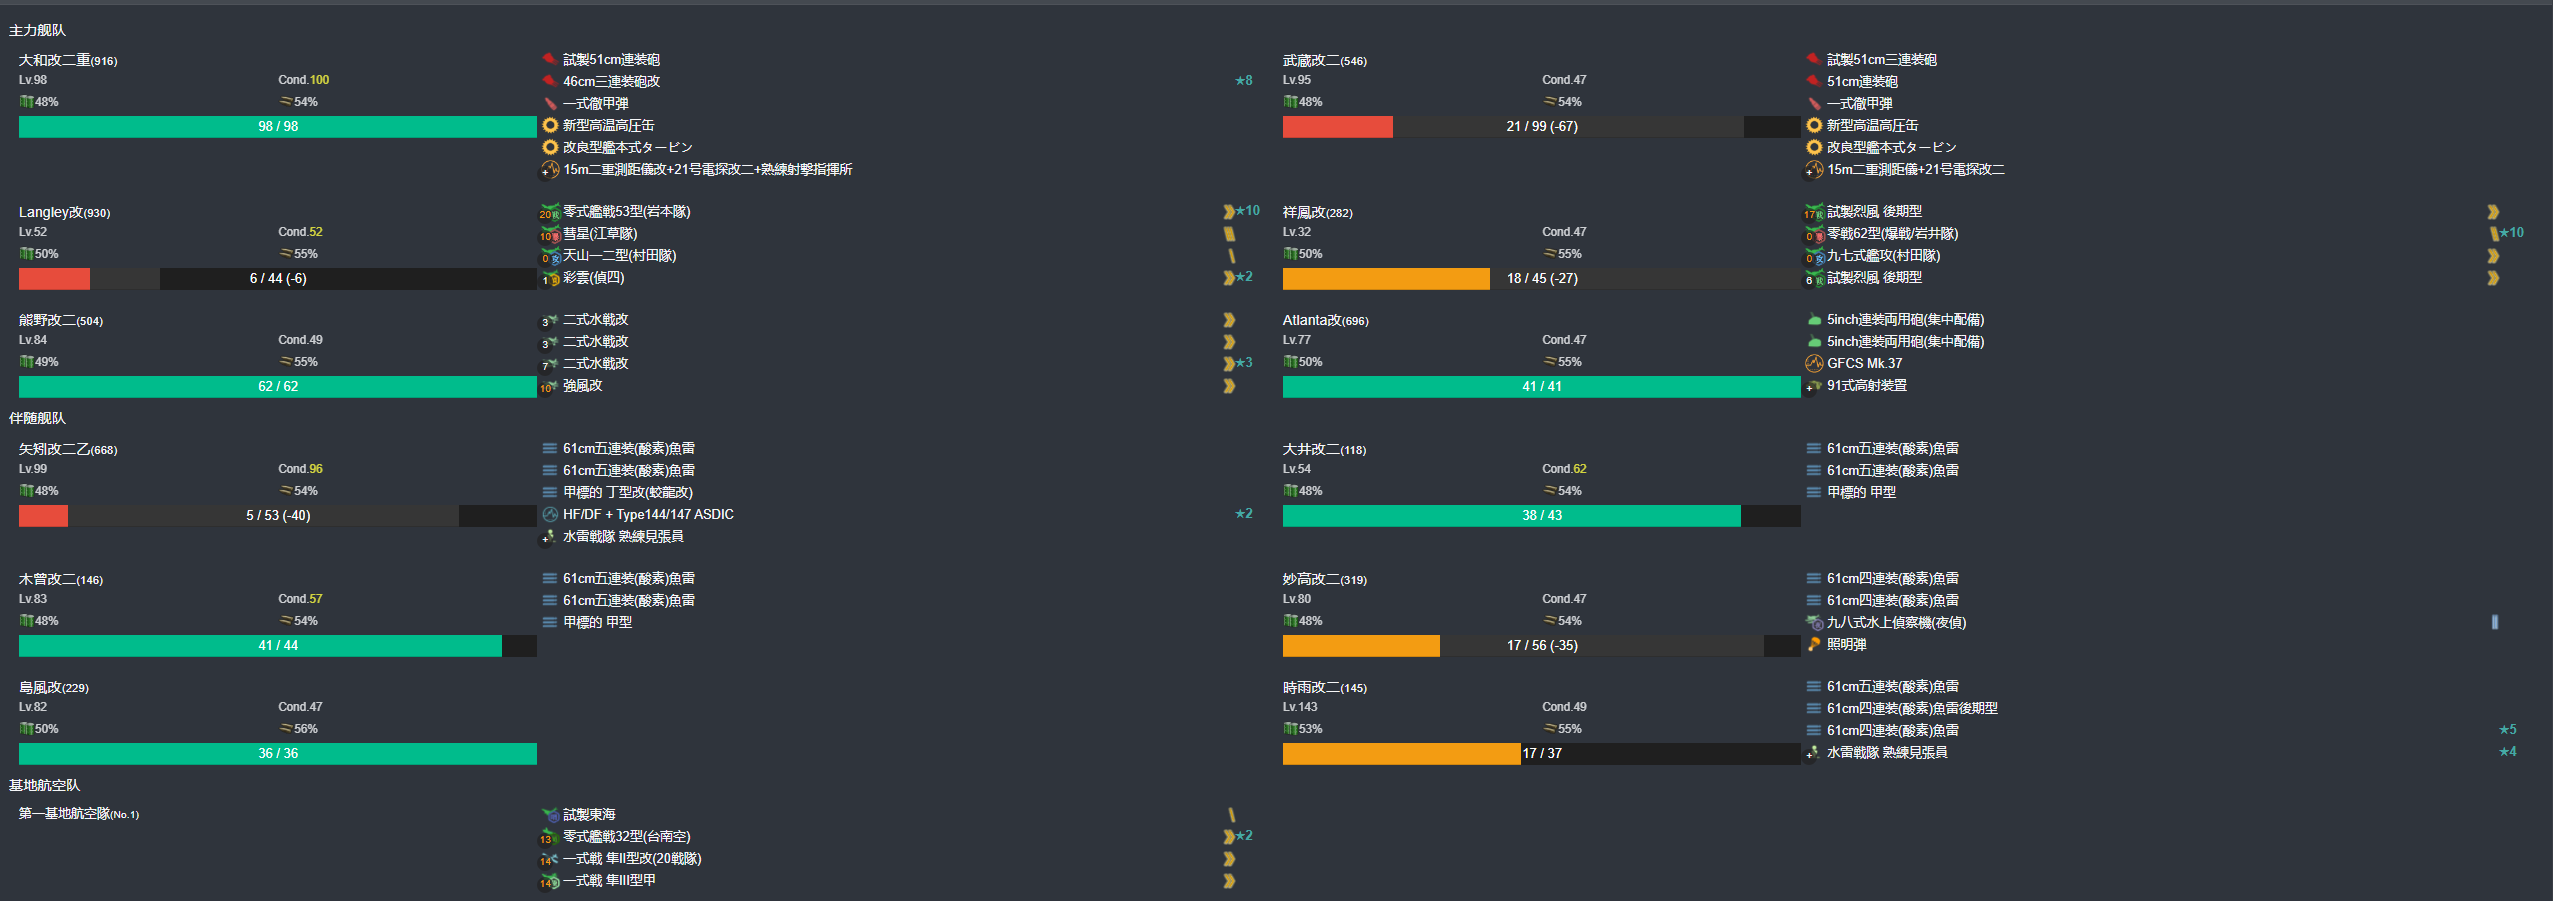 主力舰队
大和改二重(916)
Lv.98 Cond.100
48% 54%
98 / 98
試製51cm連装砲
46cm三連装砲改 ★8
一式徹甲弾
新型高温高圧缶
改良型艦本式タービン
15m二重測距儀改+21号電探改二+熟練射撃指揮所
武蔵改二(546)
Lv.95 Cond.47
48% 54%
21 / 99 (-67)
試製51cm三連装砲
51cm連装砲
一式徹甲弾
新型高温高圧缶
改良型艦本式タービン
15m二重測距儀+21号電探改二
Langley改(930)
Lv.52 Cond.52
50% 55%
6 / 44 (-6)
20 零式艦戦53型(岩本隊) ★10
10 彗星(江草隊)
0 天山一二型(村田隊)
1 彩雲(偵四) ★2
祥鳳改(282)
Lv.32 Cond.47
50% 55%
18 / 45 (-27)
17 試製烈風 後期型
0 零戦62型(爆戦/岩井隊) ★10
0 九七式艦攻(村田隊)
6 試製烈風 後期型
熊野改二(504)
Lv.84 Cond.49
49% 55%
62 / 62
3 二式水戦改
3 二式水戦改
7 二式水戦改 ★3
10 強風改
Atlanta改(696)
Lv.77 Cond.47
50% 55%
41 / 41
5inch連装両用砲(集中配備)
5inch連装両用砲(集中配備)
GFCS Mk.37
91式高射装置
伴随舰队
矢矧改二乙(668)
Lv.99 Cond.96
48% 54%
5 / 53 (-40)
61cm五連装(酸素)魚雷
61cm五連装(酸素)魚雷
甲標的 丁型改(蛟龍改)
HF/DF + Type144/147 ASDIC ★2
水雷戦隊 熟練見張員
大井改二(118)
Lv.54 Cond.62
48% 54%
38 / 43
61cm五連装(酸素)魚雷
61cm五連装(酸素)魚雷
甲標的 甲型
木曾改二(146)
Lv.83 Cond.57
48% 54%
41 / 44
61cm五連装(酸素)魚雷
61cm五連装(酸素)魚雷
甲標的 甲型
妙高改二(319)
Lv.80 Cond.47
48% 54%
17 / 56 (-35)
61cm四連装(酸素)魚雷
61cm四連装(酸素)魚雷
九八式水上偵察機(夜偵)
照明弾
島風改(229)
Lv.82 Cond.47
50% 56%
36 / 36
時雨改二(145)
Lv.143 Cond.49
53% 55%
17 / 37
61cm五連装(酸素)魚雷
61cm四連装(酸素)魚雷後期型
61cm四連装(酸素)魚雷 ★5
水雷戦隊 熟練見張員 ★4
基地航空队
第一基地航空隊(No.1)
試製東海
13 零式艦戦32型(台南空) ★2
14 一式戦 隼II型改(20戦隊)
14 一式戦 隼III型甲